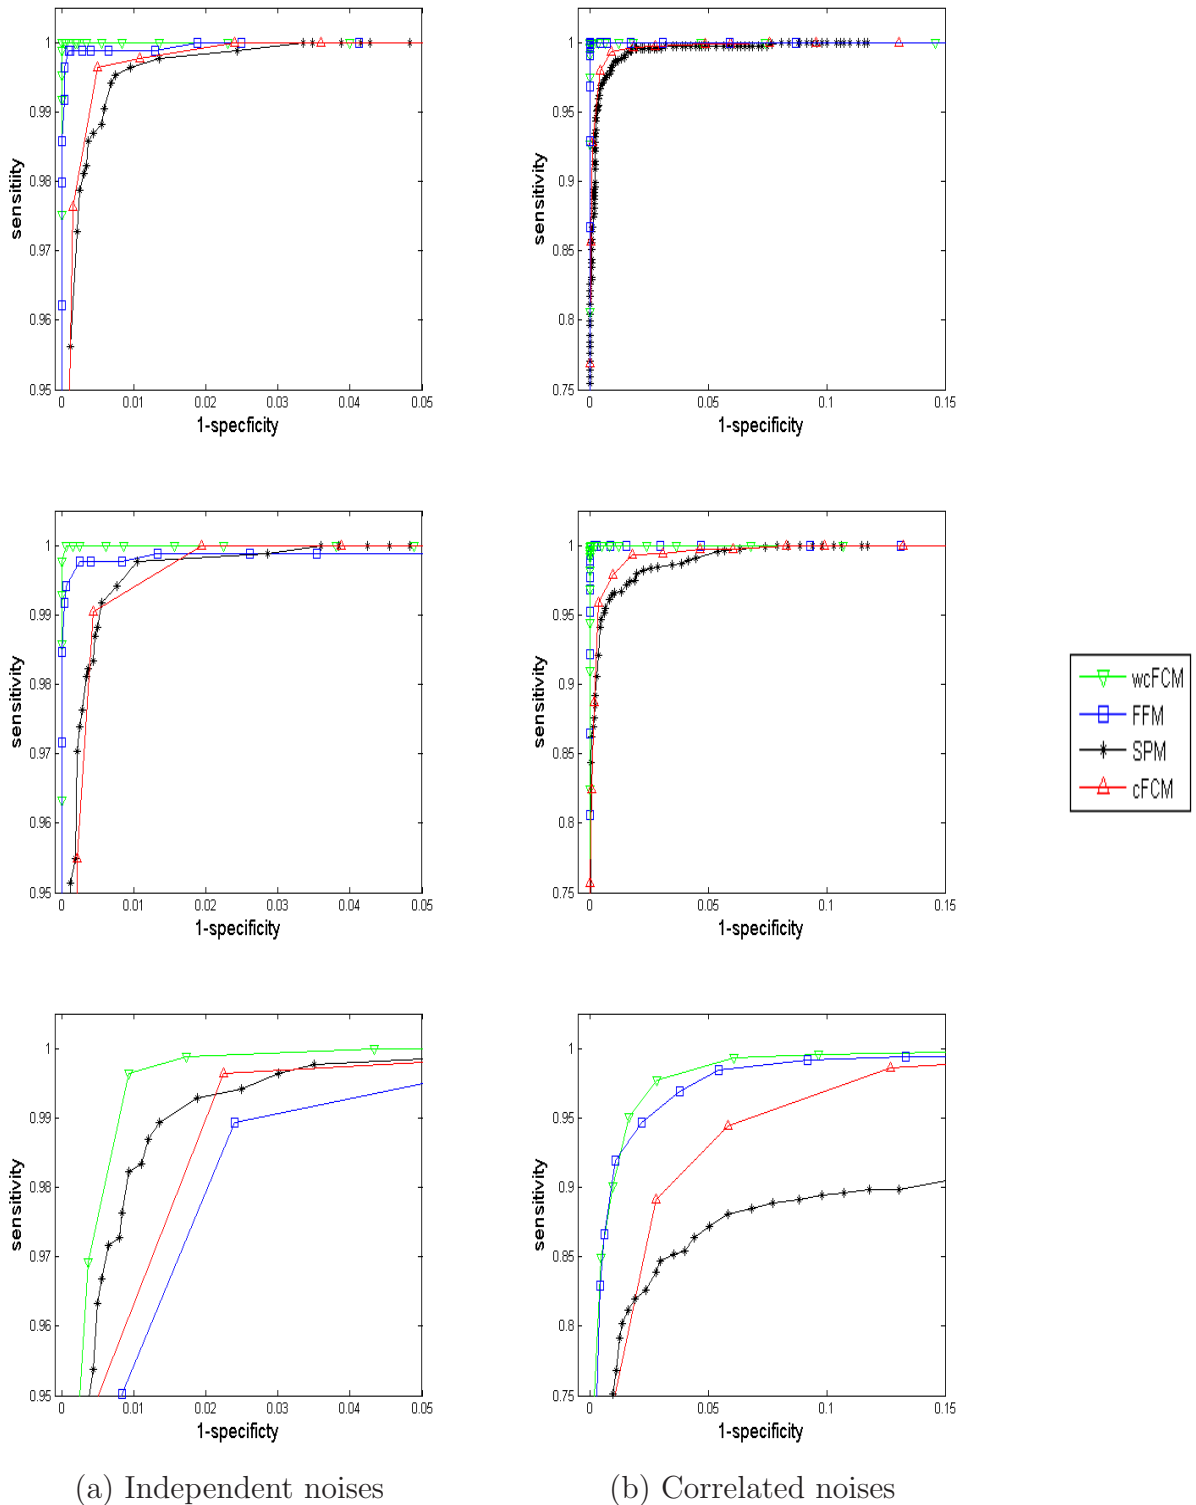 1
0.99
0.98
0.97
0.96
0.95
sensitiity
0 0.01 0.02 0.03 0.04 0.05
1-specficity
1
0.95
0.9
0.85
0.8
0.75
sensitivity
0 0.05 0.1 0.15
1-specificity
1
0.99
0.98
0.97
0.96
0.95
sensitivity
0 0.01 0.02 0.03 0.04 0.05
1-specificity
1
0.95
0.9
0.85
0.8
0.75
sensitivity
0 0.05 0.1 0.15
1-specificity
wcFCM
FFM
SPM
cFCM
1
0.99
0.98
0.97
0.96
0.95
sensitivity
0 0.01 0.02 0.03 0.04 0.05
1-specificty
1
0.95
0.9
0.85
0.8
0.75
sensitivity
0 0.05 0.1 0.15
1-specificity
(a) Independent noises
(b) Correlated noises